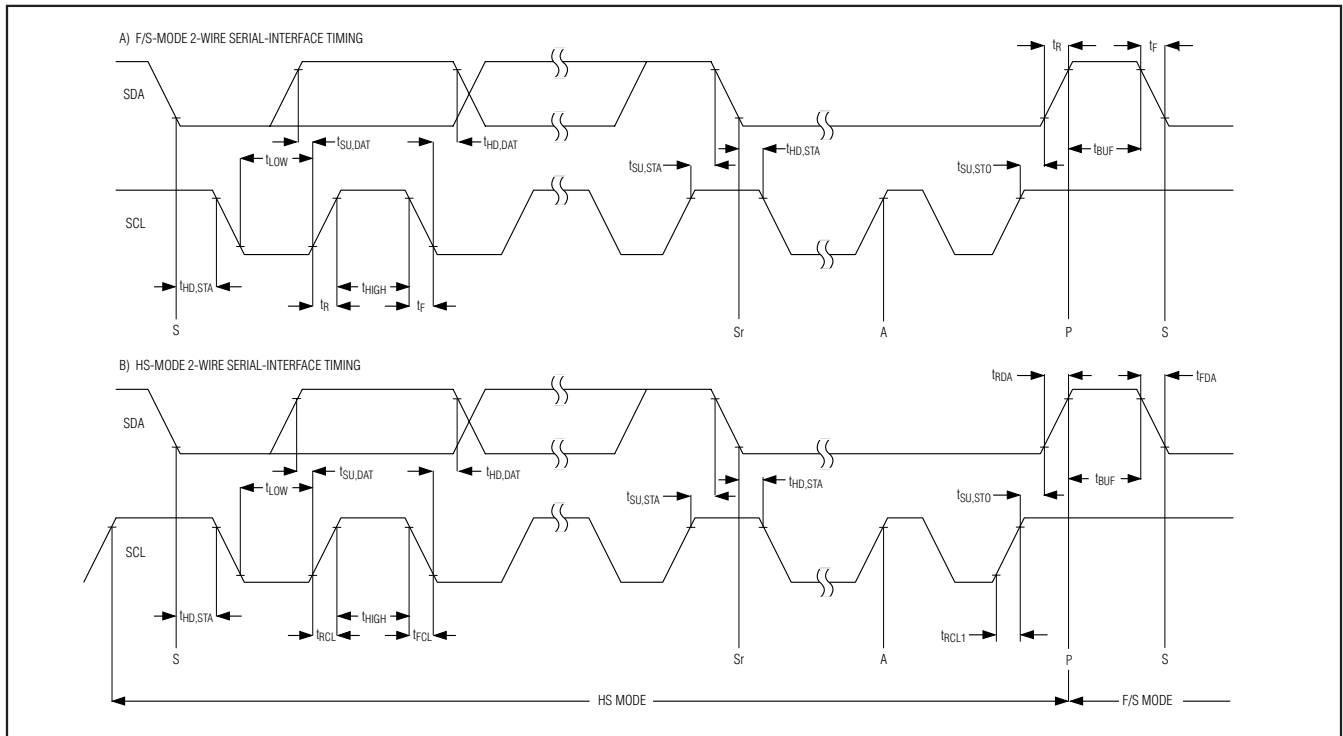 A) F/S-MODE 2-WIRE SERIAL-INTERFACE TIMING
tR
tF
SDA
tLOW
tSU,DAT
tHD,DAT
tSU,STA
tHD,STA
tSU,STO
tBUF
SCL
tHD,STA
tR
tHIGH
tF
S
Sr
A
P
S
B) HS-MODE 2-WIRE SERIAL-INTERFACE TIMING
tRDA
tFDA
SDA
tLOW
tSU,DAT
tHD,DAT
tSU,STA
tHD,STA
tSU,STO
tBUF
SCL
tHD,STA
tRCL
tHIGH
tFCL
tRCL1
S
Sr
A
P
S
HS MODE
F/S MODE